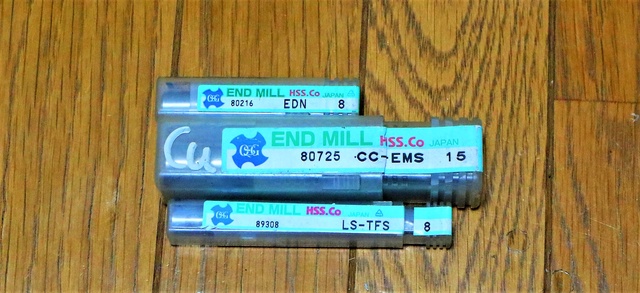 OSG END MILL HSS.Co JAPAN
80216 EDN 8
Cu
OSG END MILL HSS.Co JAPAN
80725 CC-EMS 15
OSG END MILL HSS.Co JAPAN
89308 LS-TFS 8